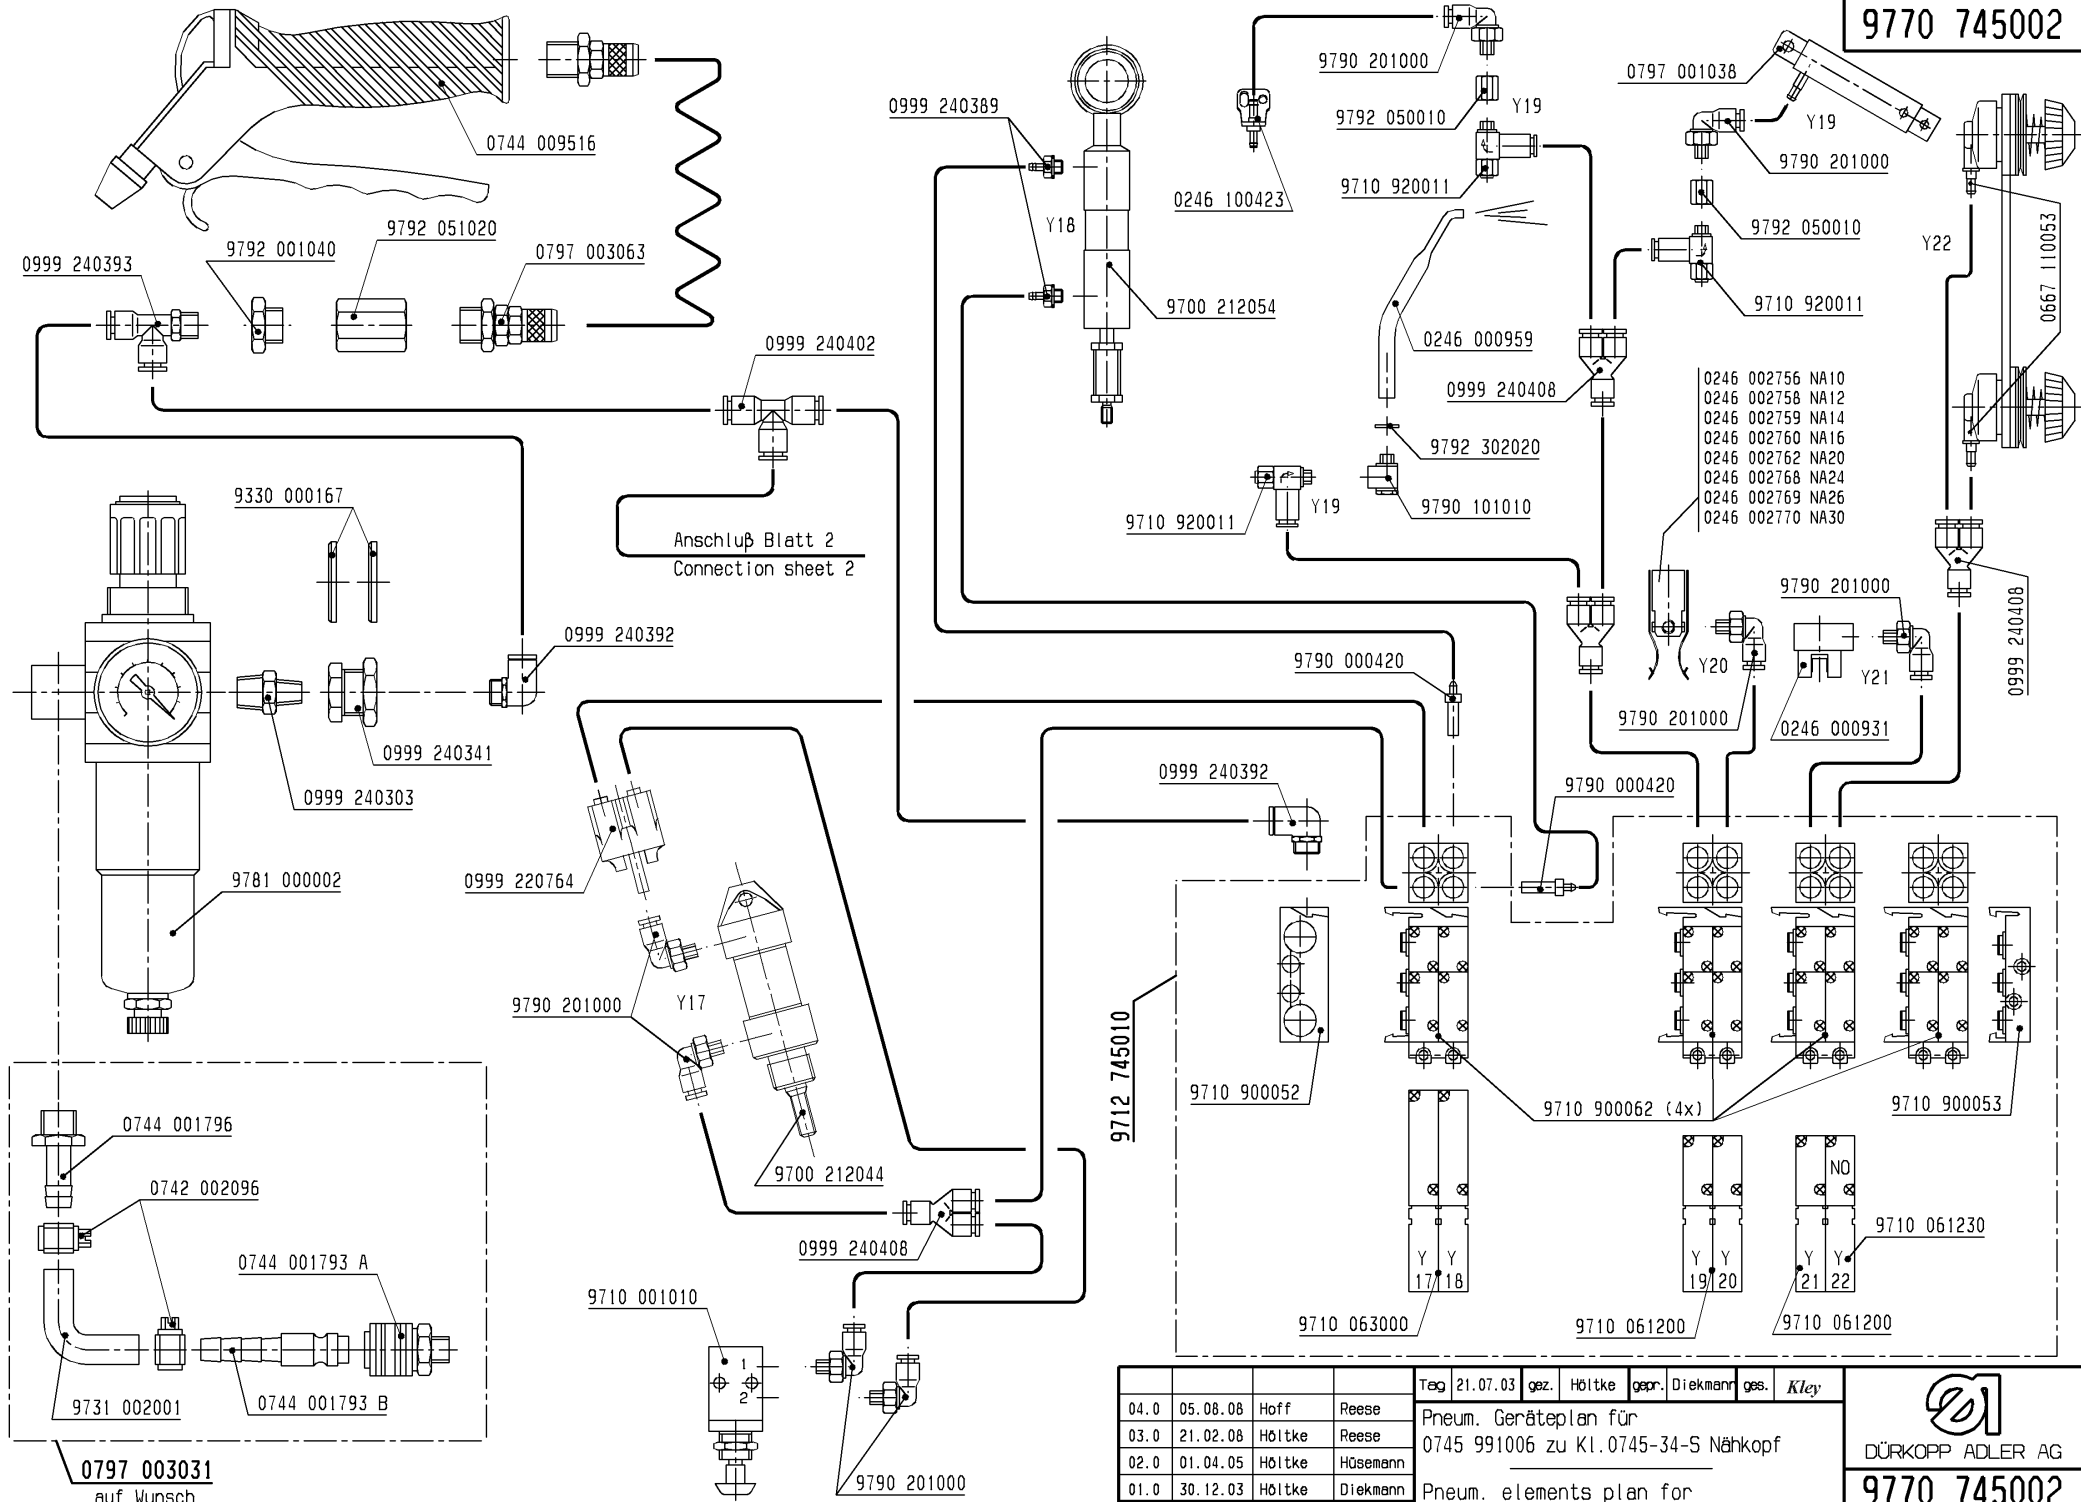 9770 745002
9790 201000
0797 001038
0999 240389
Y19
9792 050010
Y19
0744 009516
9790 201000
9710 920011
0246 100423
Y18
9792 051020
9792 001040
0797 003063
0999 240393
9792 050010
Y22
0667 110053
9700 212054
9710 920011
0246 000959
0999 240402
0999 240408
0246 002756 NA10
0246 002758 NA12
0246 002759 NA14
0246 002760 NA16
0246 002762 NA20
0246 002768 NA24
0246 002769 NA26
0246 002770 NA30
9792 302020
9330 000167
Y19
9790 101010
9710 920011
Anschluß Blatt 2
Connection sheet 2
9790 201000
0999 240408
0999 240392
9790 000420
Y20
Y21
9790 201000
0246 000931
0999 240341
0999 240303
0999 240392
9790 000420
9781 000002
0999 220764
9790 201000
Y17
9712 745010
9710 900052
9710 900062 (4x)
9710 900053
0744 001796
9700 212044
0742 002096
NO
9710 061230
0999 240408
0744 001793 A
Y Y
17 18
Y Y
19 20
Y Y
21 22
9710 001010
9710 063000
9710 061200
9710 061200
1
2
9731 002001
0744 001793 B
0797 003031
auf Wunsch
9790 201000
Tag 21.07.03 gez. Höltke gepr. Diekmann ges. Kley
04.0 05.08.08 Hoff Reese
03.0 21.02.08 Höltke Reese
02.0 01.04.05 Höltke Hüsemann
01.0 30.12.03 Höltke Diekmann
Pneum. Geräteplan für
0745 991006 zu Kl.0745-34-S Nähkopf
Pneum. elements plan for
DÜRKOPP ADLER AG
9770 745002